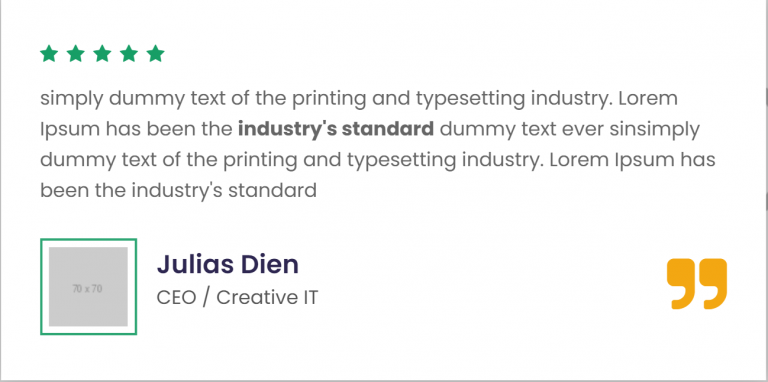 simply dummy text of the printing and typesetting industry. Lorem
Ipsum has been the industry's standard dummy text ever sinsimply
dummy text of the printing and typesetting industry. Lorem Ipsum has
been the industry's standard
70 x 70
Julias Dien
CEO / Creative IT